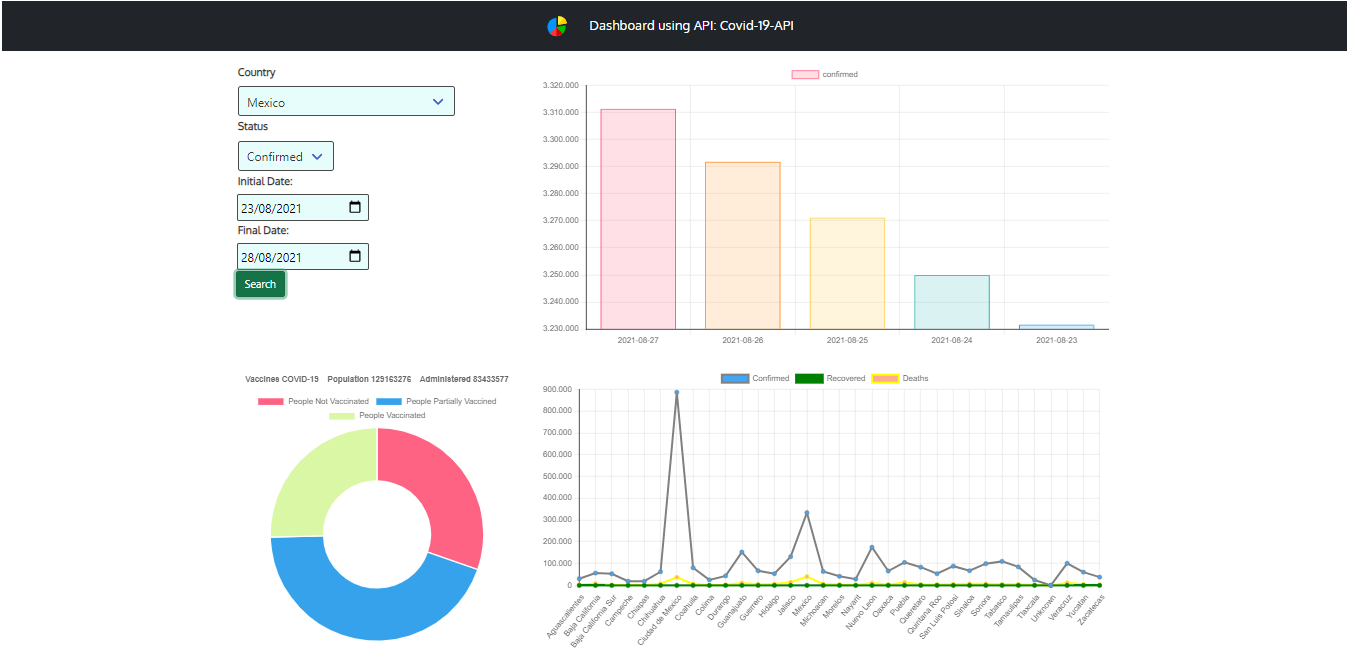 Dashboard using API: Covid-19-API
Country
Mexico
Status
Confirmed
Initial Date:
23/08/2021
Final Date:
28/08/2021
Search
confirmed
3.320.000
3.310.000
3.300.000
3.290.000
3.280.000
3.270.000
3.260.000
3.250.000
3.240.000
3.230.000
2021-08-27 2021-08-26 2021-08-25 2021-08-24 2021-08-23
Vaccines COVID-19 Population 129163276 Administered 83433577
People Not Vaccinated People Partially Vaccined
People Vaccinated
Confirmed Recovered Deaths
900.000
800.000
700.000
600.000
500.000
400.000
300.000
200.000
100.000
0
Aguascalientes
Baja California
Baja California Sur
Campeche
Chiapas
Chihuahua
Ciudad de Mexico
Coahuila
Colima
Durango
Guanajuato
Guerrero
Hidalgo
Jalisco
Mexico
Michoacan
Morelos
Nayarit
Nuevo Leon
Oaxaca
Puebla
Queretaro
Quintana Roo
San Luis Potosi
Sinaloa
Sonora
Tabasco
Tamaulipas
Tlaxcala
Unknown
Veracruz
Yucatan
Zacatecas